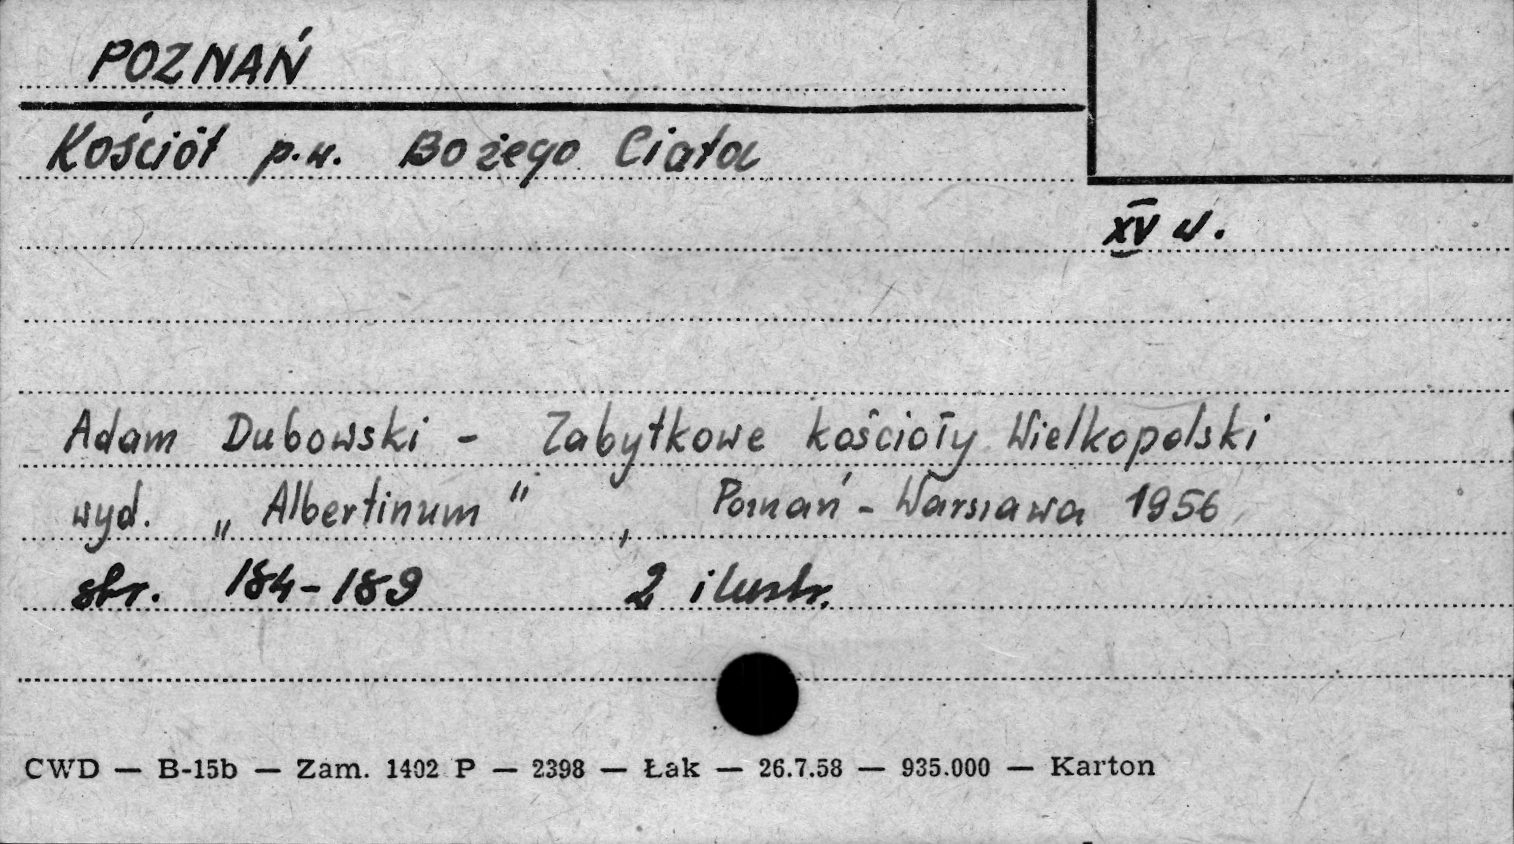 POZNAŃ
Kościół p.w. Bożego Ciała
XV w.
Adam Dubowski - Zabytkowe kościoły Wielkopolski
wyd. „Albertinum", Poznań - Warszawa 1956
str. 184-189 2 ilustr.
CWD — B-15b — Zam. 1402 P — 2398 — Łak — 26.7.58 — 935.000 — Karton